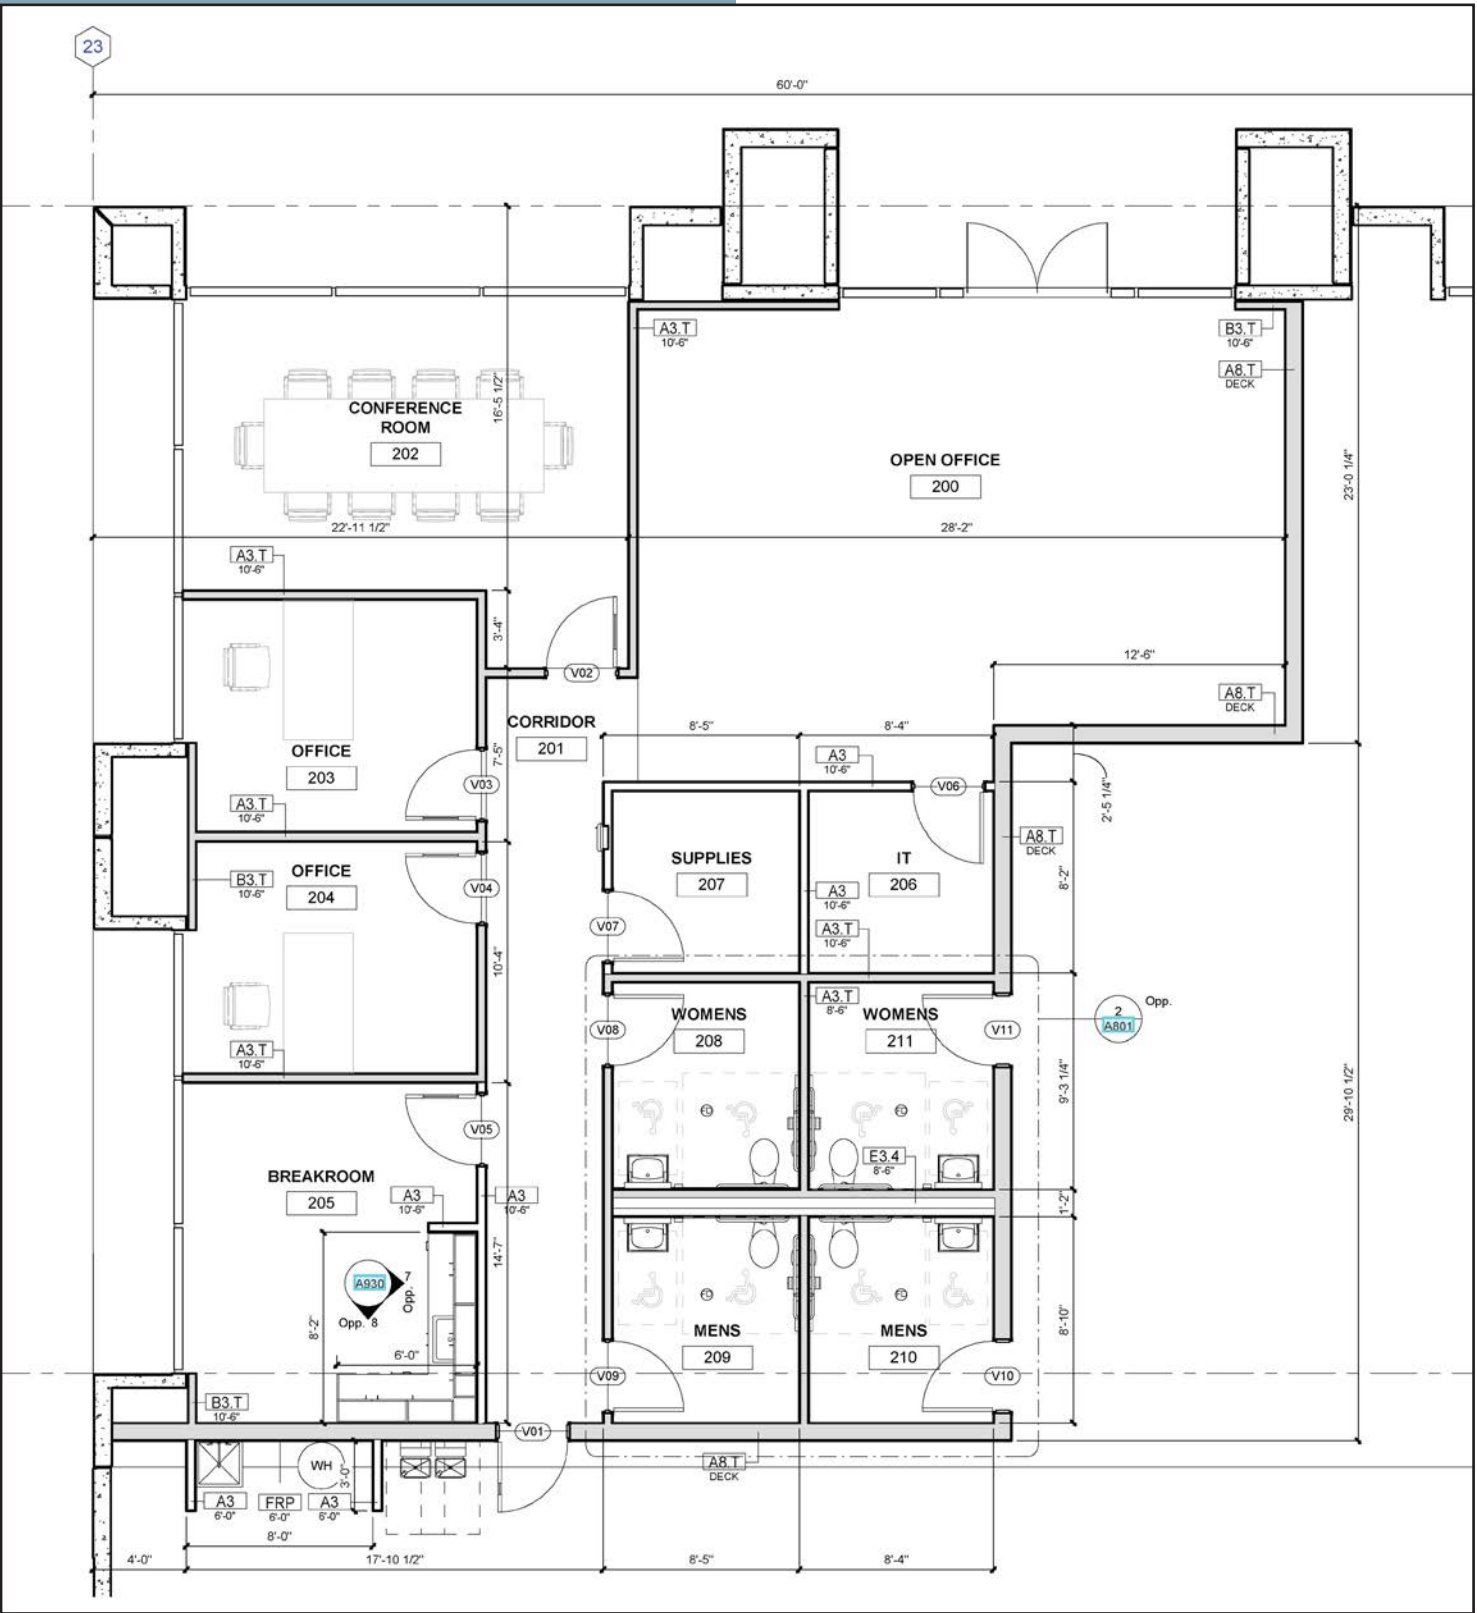 23
60'-0"
A3.T
10'-6"
B3.T
10'-6"
A8.T
DECK
CONFERENCE
ROOM
202
16'-5 1/2"
OPEN OFFICE
200
23'-0 1/4"
22'-11 1/2"
28'-2"
A3.T
10'-6"
3'-4"
V02
12'-6"
A8.T
DECK
CORRIDOR
201
8'-5"
8'-4"
OFFICE
203
7'-5"
V03
A3
10'-6"
V06
2'-5 1/4"
A3.T
10'-6"
A8.T
DECK
OFFICE
204
B3.T
10'-6"
V04
SUPPLIES
207
IT
206
8'-2"
A3
10'-6"
V07
A3.T
10'-6"
10'-4"
A3.T
8'-6"
WOMENS
208
WOMENS
211
V08
V11
2
A801
Opp.
A3.T
10'-6"
9'-3 1/4"
29'-10 1/2"
FD
FD
V05
E3.4
8'-6"
BREAKROOM
205
A3
10'-6"
A3
10'-6"
1'-2"
14'-7"
A930
7
Opp.
Opp. 8
FD
FD
8'-2"
6'-0"
MENS
209
MENS
210
8'-10"
V09
V10
B3.T
10'-6"
V01
A8.T
DECK
WH
3'-0"
A3
6'-0"
FRP
6'-0"
A3
6'-0"
8'-0"
4'-0"
17'-10 1/2"
8'-5"
8'-4"